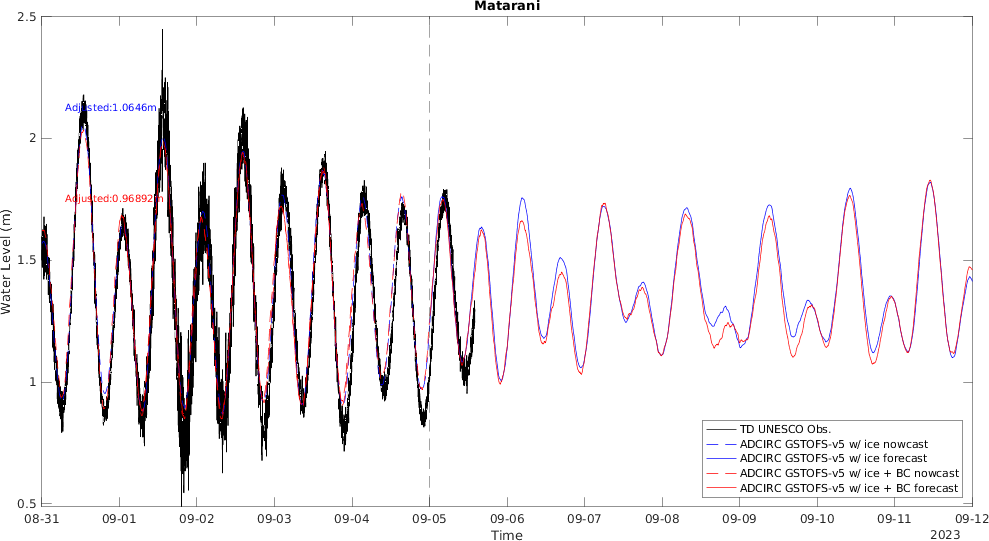 Matarani
2.5
2
1.5
1
0.5
Water Level (m)
Adjusted:1.0646m
Adjusted:0.96892m
TD UNESCO Obs.
ADCIRC GSTOFS-v5 w/ ice nowcast
ADCIRC GSTOFS-v5 w/ ice forecast
ADCIRC GSTOFS-v5 w/ ice + BC nowcast
ADCIRC GSTOFS-v5 w/ ice + BC forecast
08-31 09-01 09-02 09-03 09-04 09-05 09-06 09-07 09-08 09-09 09-10 09-11 09-12
Time
2023